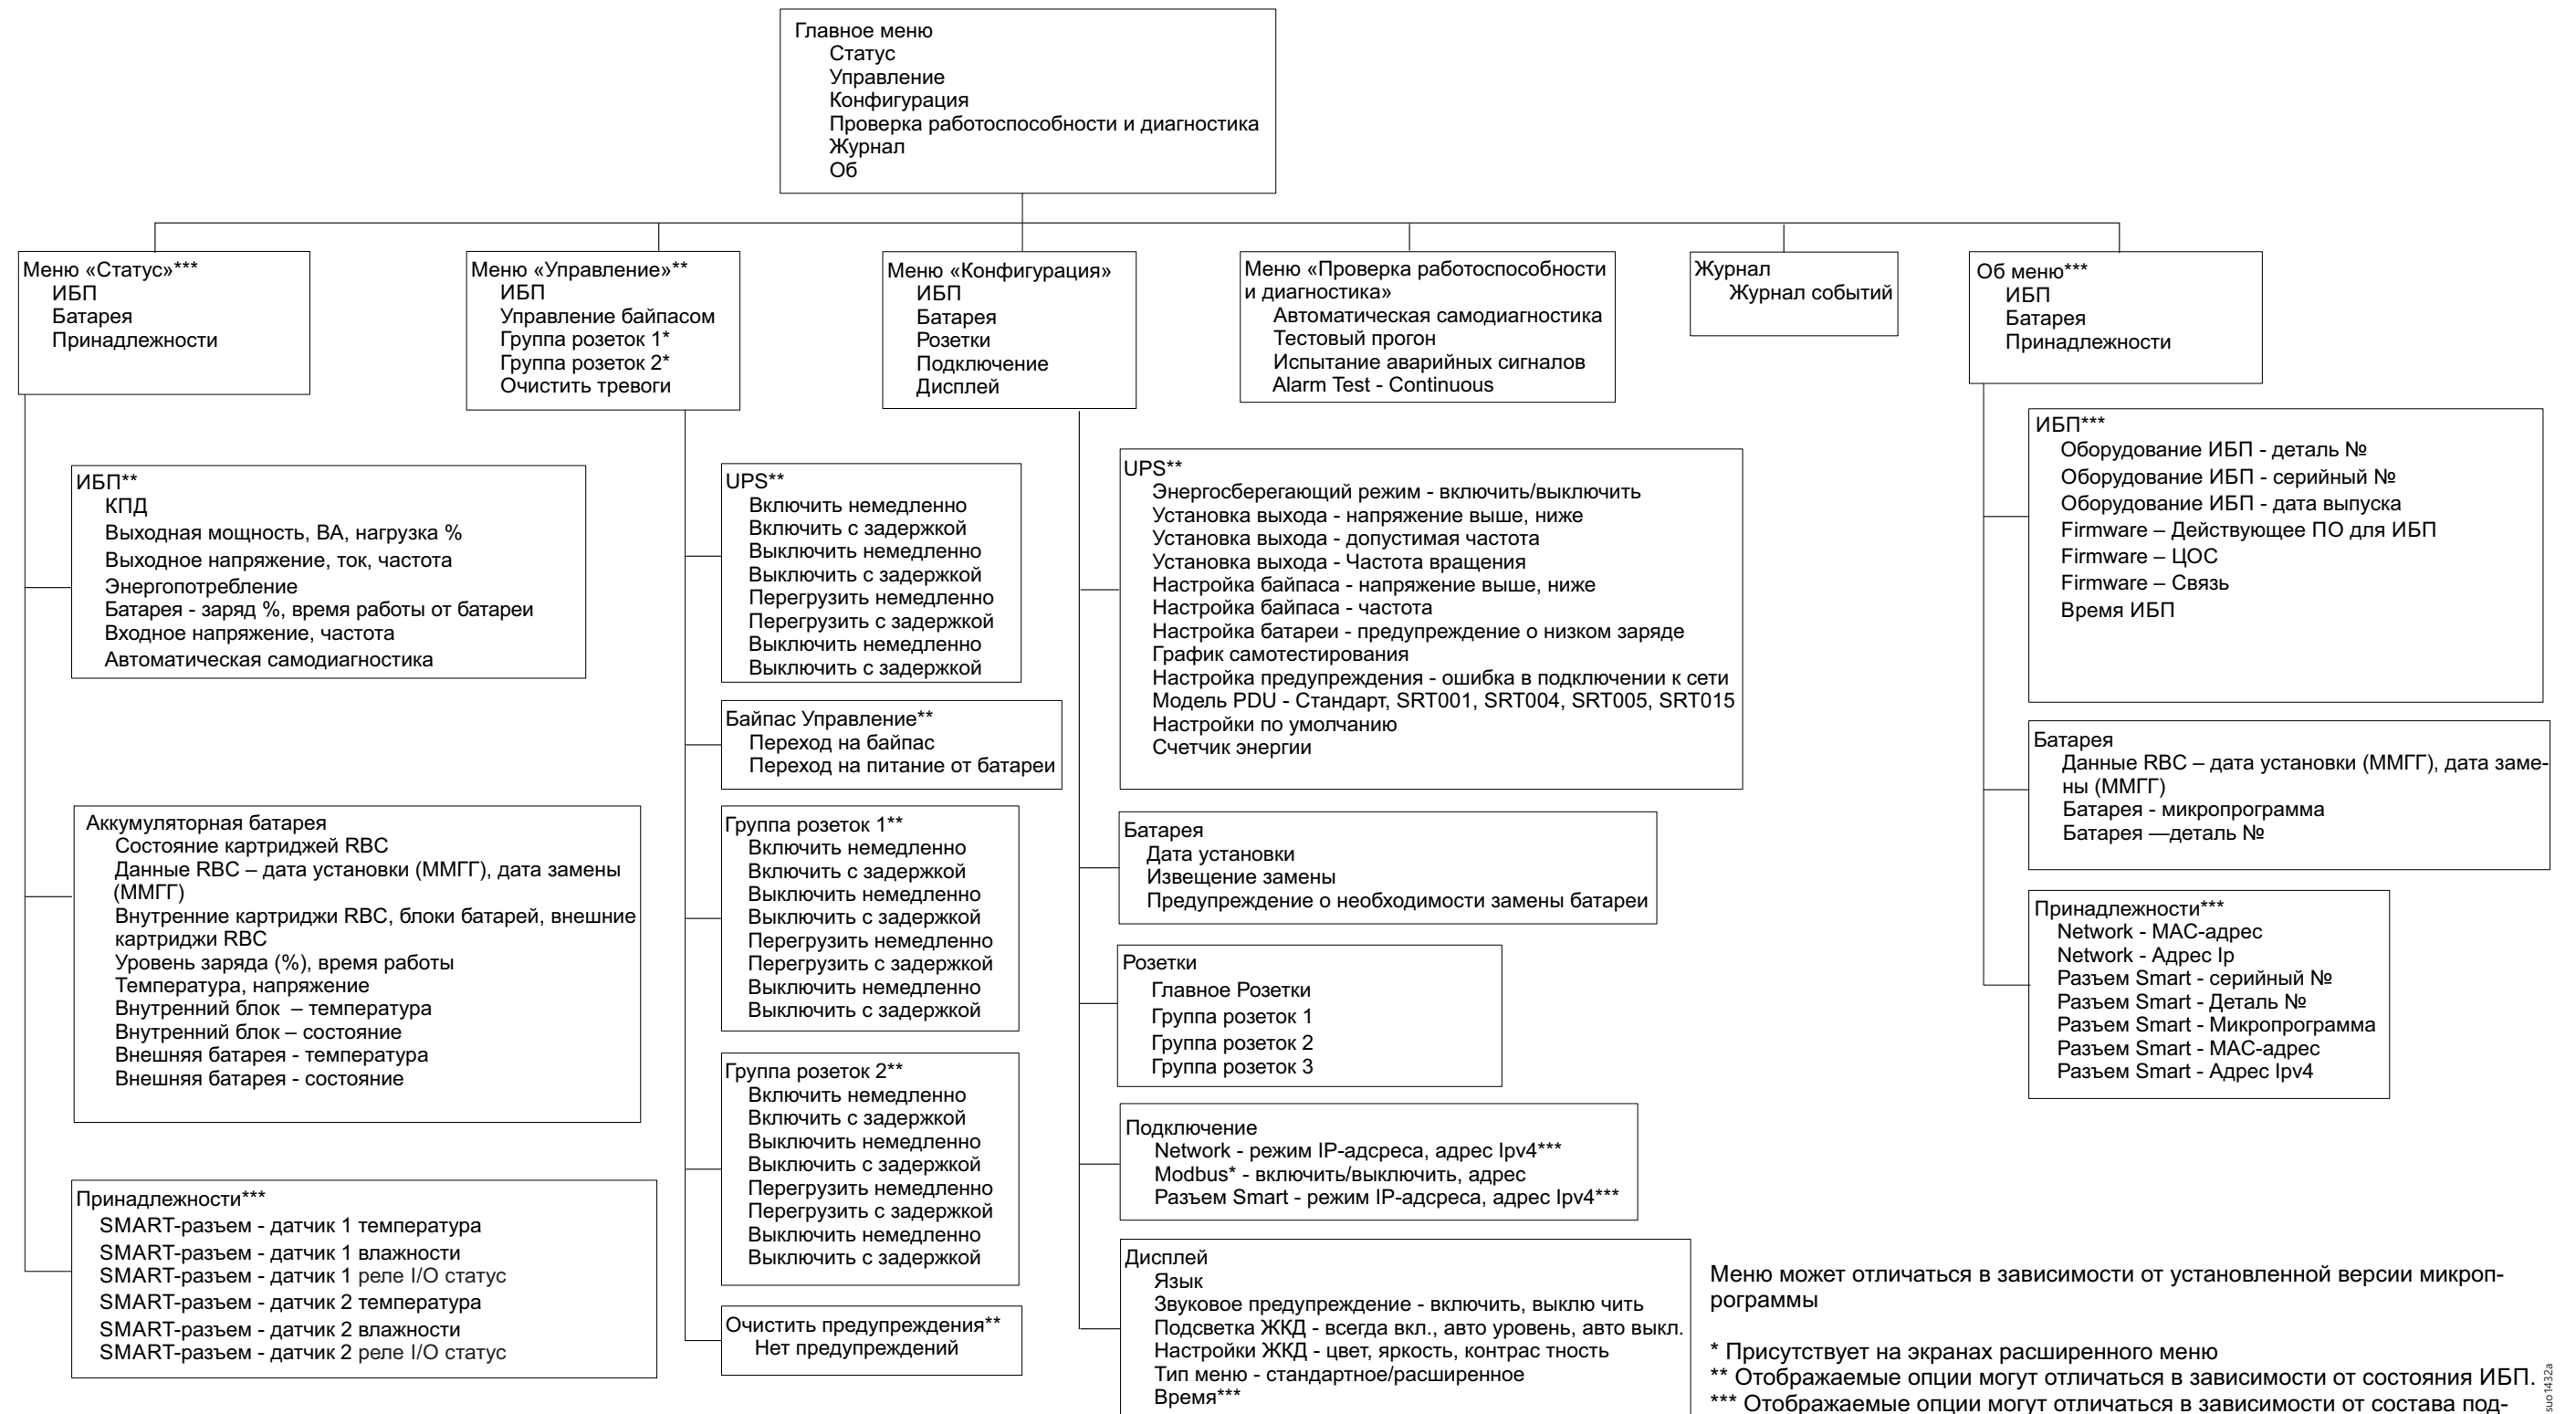 Главное меню
Статус
Управление
Конфигурация
Проверка работоспособности и диагностика
Журнал
Об
Меню «Статус»***
ИБП
Батарея
Принадлежности
Меню «Управление»**
ИБП
Управление байпасом
Группа розеток 1*
Группа розеток 2*
Очистить тревоги
Меню «Конфигурация»
ИБП
Батарея
Розетки
Подключение
Дисплей
Меню «Проверка работоспособности
и диагностика»
Автоматическая самодиагностика
Тестовый прогон
Испытание аварийных сигналов
Alarm Test - Continuous
Журнал
Журнал событий
Об меню***
ИБП
Батарея
Принадлежности
ИБП**
КПД
Выходная мощность, ВА, нагрузка %
Выходное напряжение, ток, частота
Энергопотребление
Батарея - заряд %, время работы от батареи
Входное напряжение, частота
Автоматическая самодиагностика
Аккумуляторная батарея
Состояние картриджей RBC
Данные RBC – дата установки (ММГГ), дата замены
(ММГГ)
Внутренние картриджи RBC, блоки батарей, внешние
картриджи RBC
Уровень заряда (%), время работы
Температура, напряжение
Внутренний блок – температура
Внутренний блок – состояние
Внешняя батарея - температура
Внешняя батарея - состояние
Принадлежности***
SMART-разъем - датчик 1 температура
SMART-разъем - датчик 1 влажности
SMART-разъем - датчик 1 реле I/O статус
SMART-разъем - датчик 2 температура
SMART-разъем - датчик 2 влажности
SMART-разъем - датчик 2 реле I/O статус
UPS**
Включить немедленно
Включить с задержкой
Выключить немедленно
Выключить с задержкой
Перегрузить немедленно
Перегрузить с задержкой
Выключить немедленно
Выключить с задержкой
Байпас Управление**
Переход на байпас
Переход на питание от батареи
Группа розеток 1**
Включить немедленно
Включить с задержкой
Выключить немедленно
Выключить с задержкой
Перегрузить немедленно
Перегрузить с задержкой
Выключить немедленно
Выключить с задержкой
Группа розеток 2**
Включить немедленно
Включить с задержкой
Выключить немедленно
Выключить с задержкой
Перегрузить немедленно
Перегрузить с задержкой
Выключить немедленно
Выключить с задержкой
Очистить предупреждения**
Нет предупреждений
UPS**
Энергосберегающий режим - включить/выключить
Установка выхода - напряжение выше, ниже
Установка выхода - допустимая частота
Установка выхода - Частота вращения
Настройка байпаса - напряжение выше, ниже
Настройка байпаса - частота
Настройка батареи - предупреждение о низком заряде
График самотестирования
Настройка предупреждения - ошибка в подключении к сети
Модель PDU - Стандарт, SRT001, SRT004, SRT005, SRT015
Настройки по умолчанию
Счетчик энергии
Батарея
Дата установки
Извещение замены
Предупреждение о необходимости замены батареи
Розетки
Главное Розетки
Группа розеток 1
Группа розеток 2
Группа розеток 3
Подключение
Network - режим IP-адсреса, адрес Ipv4***
Modbus* - включить/выключить, адрес
Разъем Smart - режим IP-адсреса, адрес Ipv4***
Дисплей
Язык
Звуковое предупреждение - включить, выклю чить
Подсветка ЖКД - всегда вкл., авто уровень, авто выкл.
Настройки ЖКД - цвет, яркость, контрас тность
Тип меню - стандартное/расширенное
Время***
ИБП***
Оборудование ИБП - деталь №
Оборудование ИБП - серийный №
Оборудование ИБП - дата выпуска
Firmware – Действующее ПО для ИБП
Firmware – ЦОС
Firmware – Связь
Время ИБП
Батарея
Данные RBC – дата установки (ММГГ), дата заме-
ны (ММГГ)
Батарея - микропрограмма
Батарея —деталь №
Принадлежности***
Network - MAC-адрес
Network - Адрес Ip
Разъем Smart - серийный №
Разъем Smart - Деталь №
Разъем Smart - Микропрограмма
Разъем Smart - MAC-адрес
Разъем Smart - Адрес Ipv4
Меню может отличаться в зависимости от установленной версии микроп-
рограммы
* Присутствует на экранах расширенного меню
** Отображаемые опции могут отличаться в зависимости от состояния ИБП.
*** Отображаемые опции могут отличаться в зависимости от состава под-
suo1432a